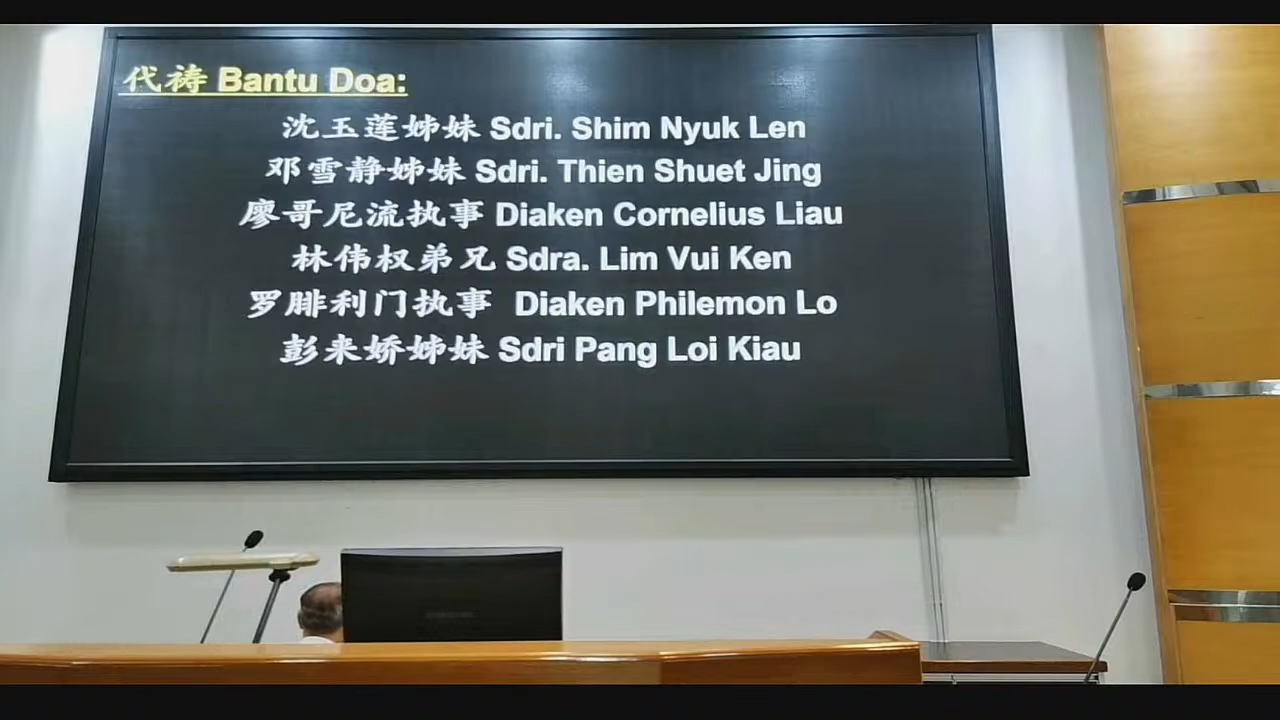 代祷 Bantu Doa:
沈玉莲姊妹 Sdri. Shim Nyuk Len
邓雪静姊妹 Sdri. Thien Shuet Jing
廖哥尼流执事 Diaken Cornelius Liau
林伟权弟兄 Sdra. Lim Vui Ken
罗腓利门执事 Diaken Philemon Lo
彭来娇姊妹 Sdri Pang Loi Kiau